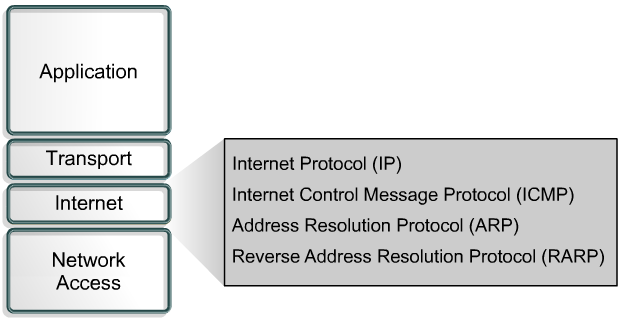 Application
Transport
Internet
Network
Access
Internet Protocol (IP)
Internet Control Message Protocol (ICMP)
Address Resolution Protocol (ARP)
Reverse Address Resolution Protocol (RARP)